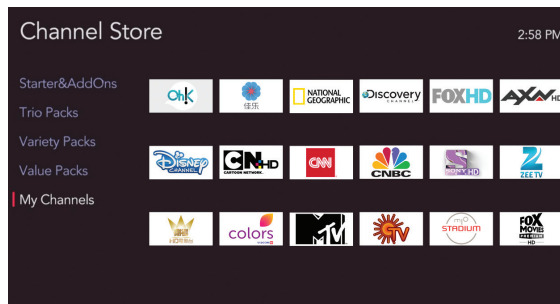 Channel Store
2:58 PM
Starter&AddOns
Trio Packs
Variety Packs
Value Packs
My Channels
Oh!K
佳乐
NATIONAL
GEOGRAPHIC
Discovery
CHANNEL
FOXHD
AXN HD
Disney
CHANNEL
CN HD
CARTOON NETWORK
CNN
CNBC
SONY HD
Z
ZEE TV
colors
MTV
TV
mio
STADIUM
FOX
MOVIES
PREMIUM
HD